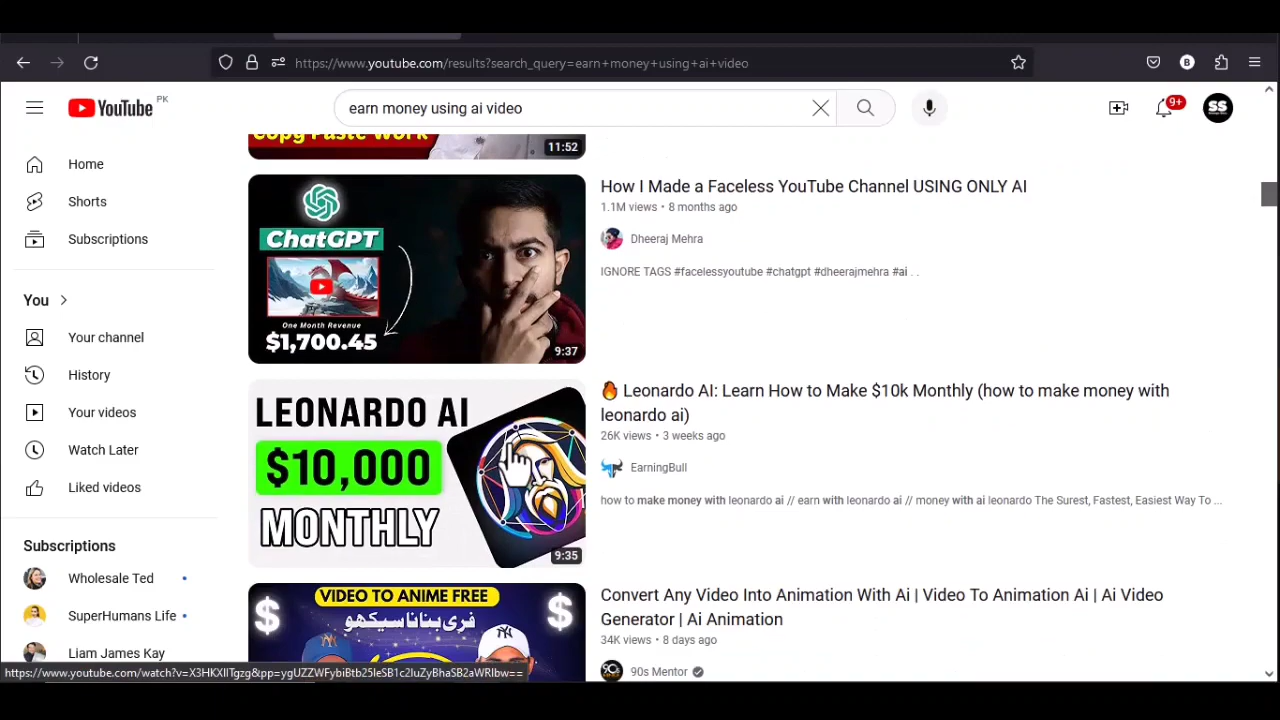 https://www.youtube.com/results?search_query=earn+money+using+ai+video
YouTube PK
earn money using ai video
9+
SS
Copy Paste Work
11:52
Home
Shorts
Subscriptions
You
Your channel
History
Your videos
Watch Later
Liked videos
Subscriptions
Wholesale Ted
SuperHumans Life
Liam James Kay
ChatGPT
One Month Revenue
$1,700.45
9:37
How I Made a Faceless YouTube Channel USING ONLY AI
1.1M views • 8 months ago
Dheeraj Mehra
IGNORE TAGS #facelessyoutube #chatgpt #dheerajmehra #ai . .
LEONARDO AI
$10,000
MONTHLY
9:35
🔥 Leonardo AI: Learn How to Make $10k Monthly (how to make money with
leonardo ai)
26K views • 3 weeks ago
EarningBull
how to make money with leonardo ai // earn with leonardo ai // money with ai leonardo The Surest, Fastest, Easiest Way To ...
VIDEO TO ANIME FREE
فری بنانا سیکھو
Convert Any Video Into Animation With Ai | Video To Animation Ai | Ai Video
Generator | Ai Animation
34K views • 8 days ago
90s Mentor